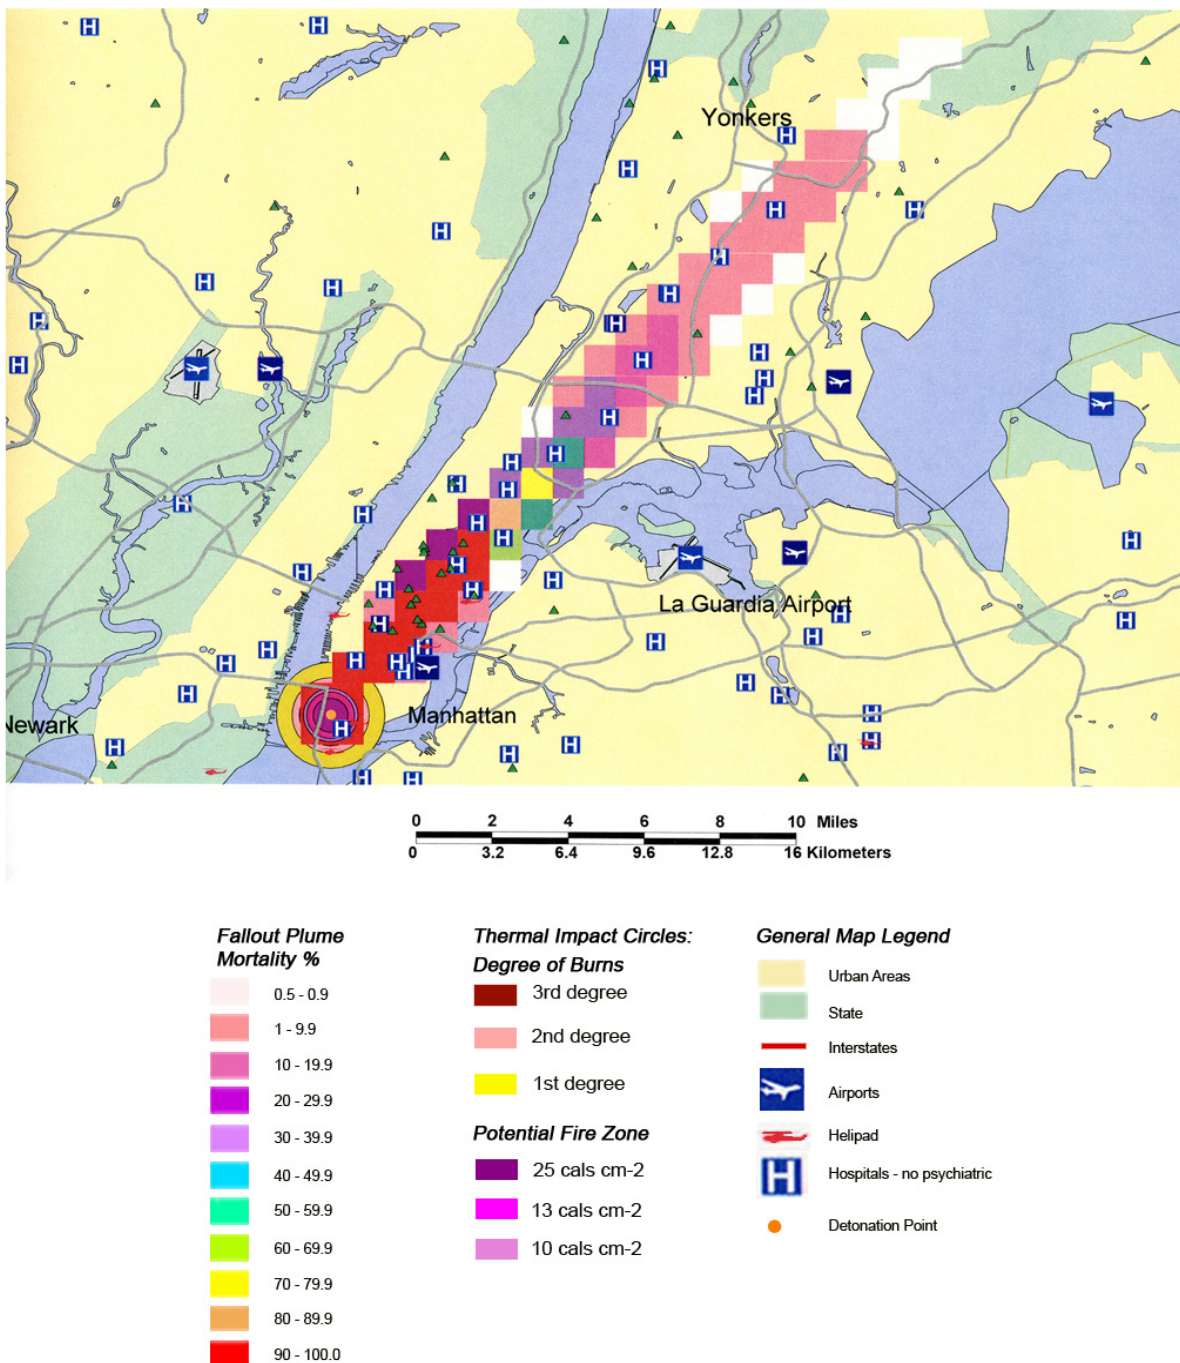 Yonkers
La Guardia Airport
Manhattan
Newark
0 2 4 6 8 10 Miles
0 3.2 6.4 9.6 12.8 16 Kilometers
Fallout Plume
Mortality %
0.5 - 0.9
1 - 9.9
10 - 19.9
20 - 29.9
30 - 39.9
40 - 49.9
50 - 59.9
60 - 69.9
70 - 79.9
80 - 89.9
90 - 100.0
Thermal Impact Circles:
Degree of Burns
3rd degree
2nd degree
1st degree
Potential Fire Zone
25 cals cm-2
13 cals cm-2
10 cals cm-2
General Map Legend
Urban Areas
State
Interstates
Airports
Helipad
H Hospitals - no psychiatric
Detonation Point